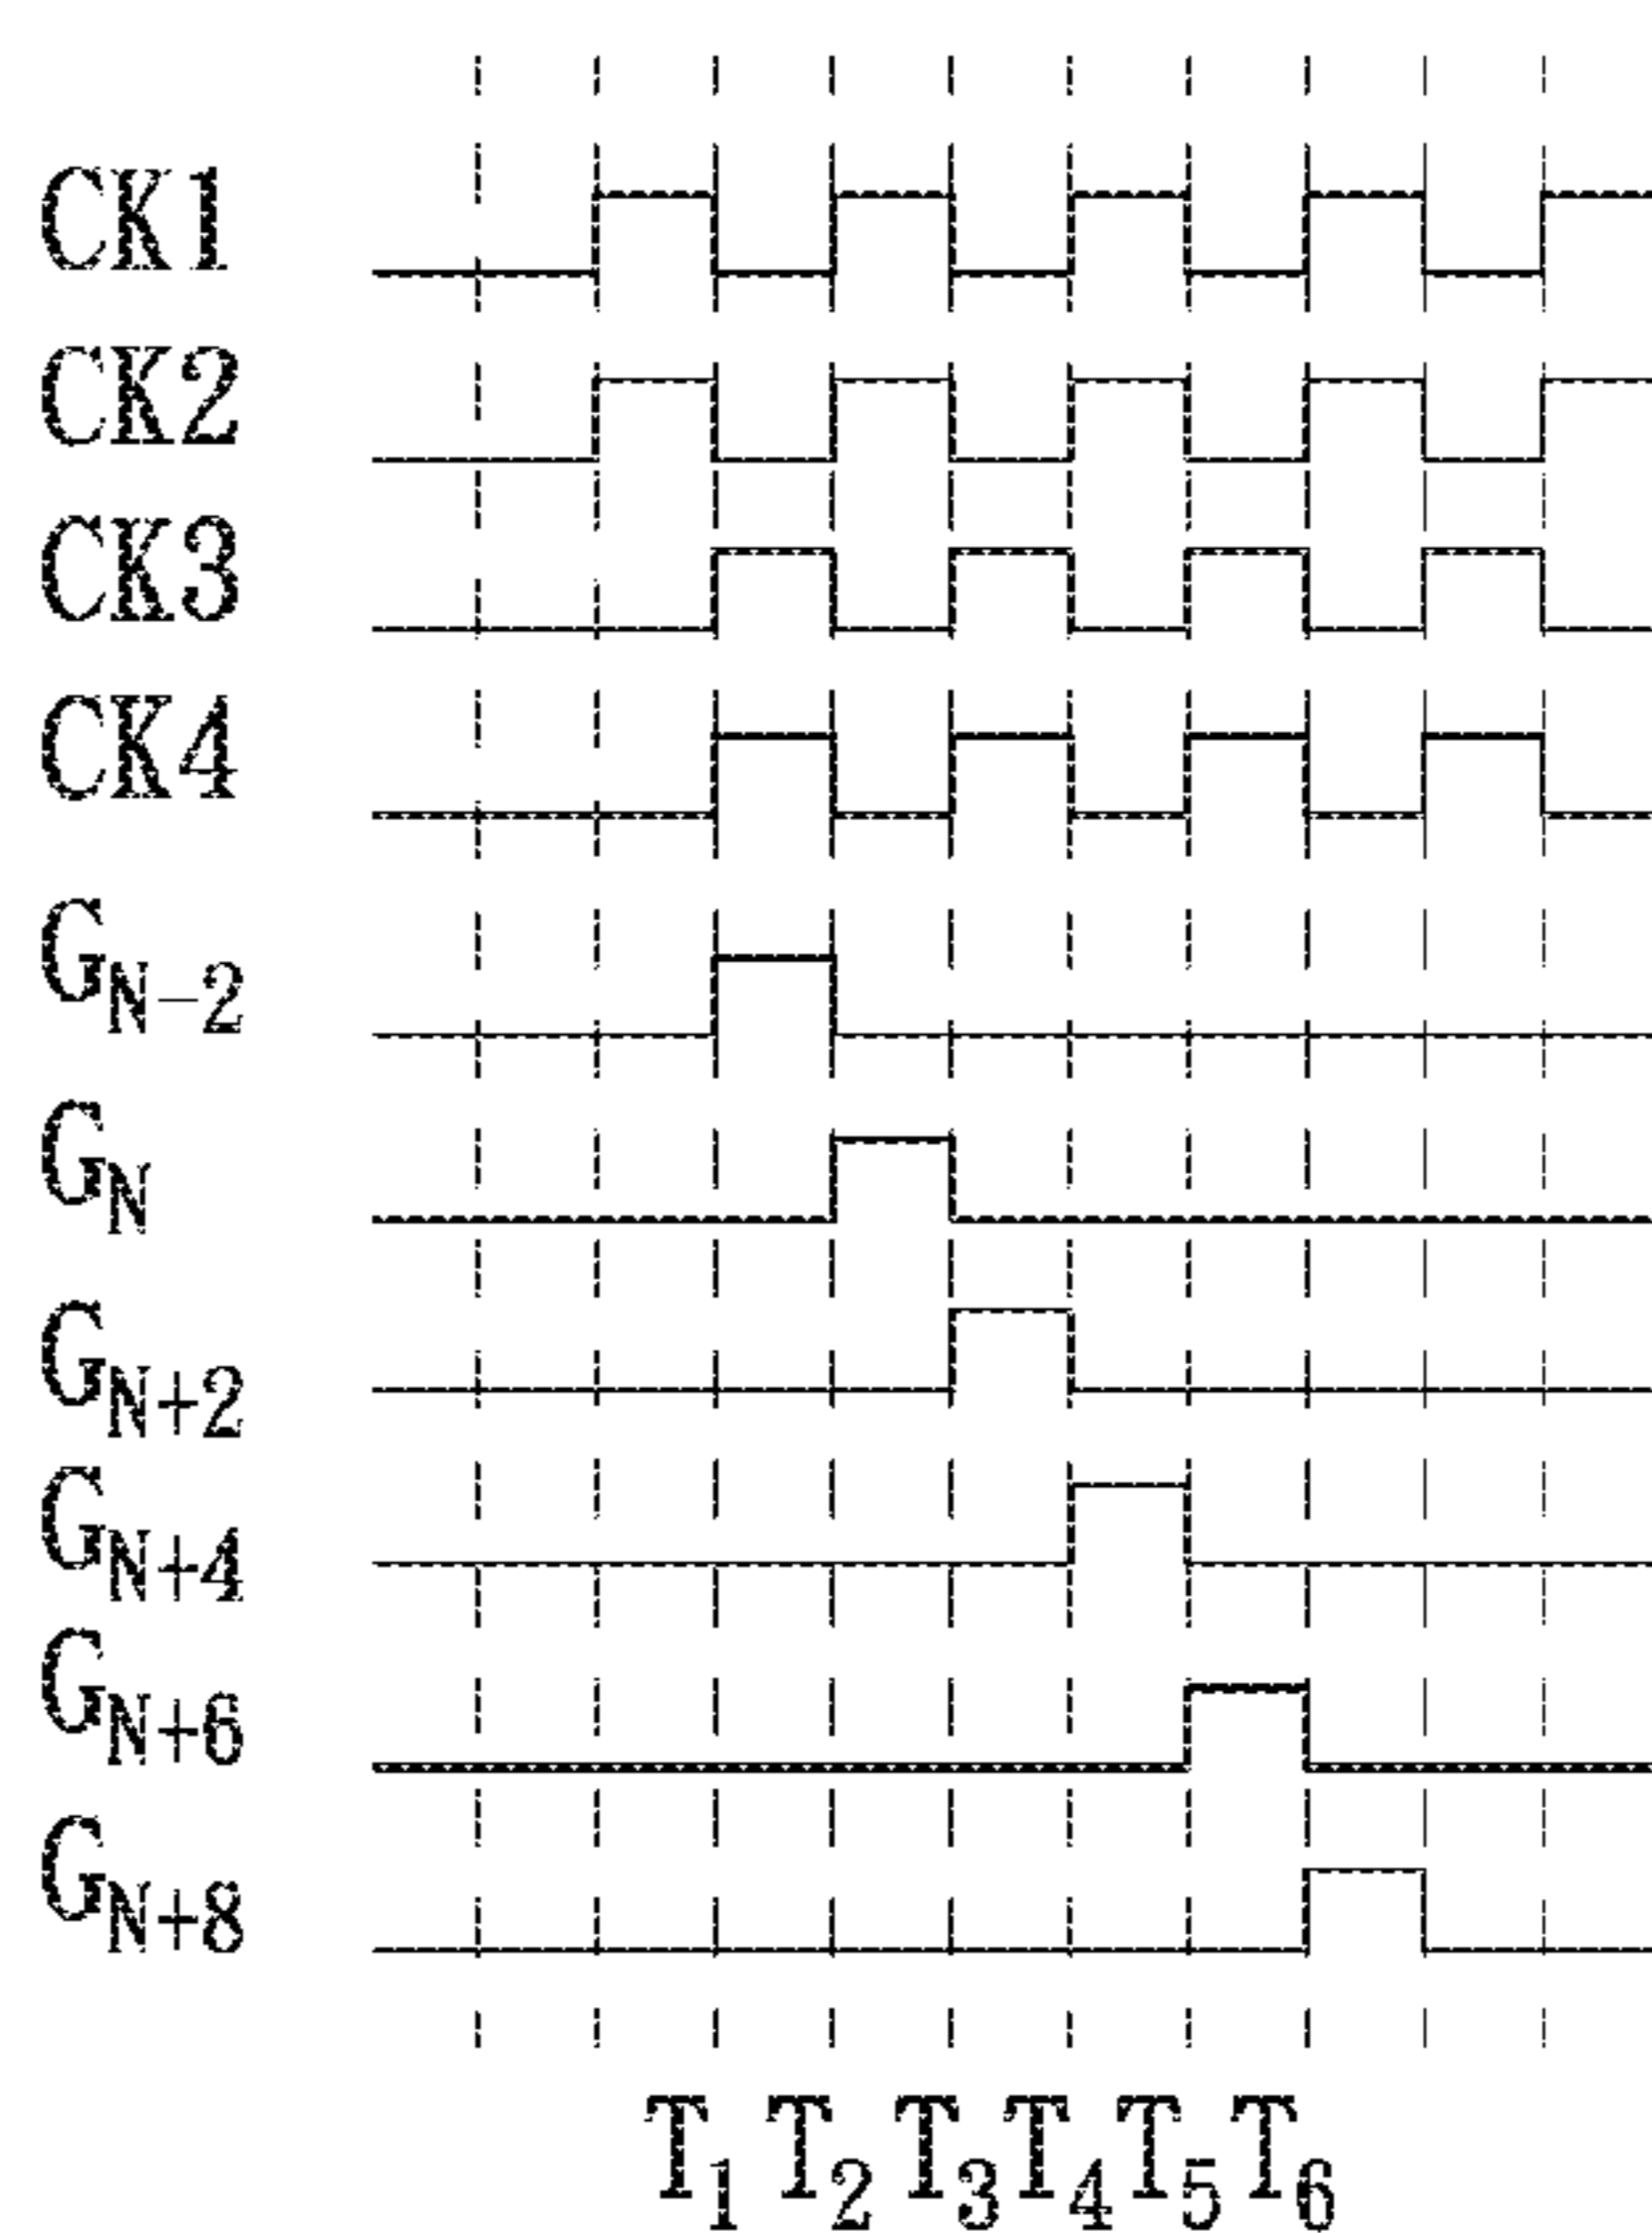 CK1
CK2
CK3
CK4
G_{N-2}
G_N
G_{N+2}
G_{N+4}
G_{N+6}
G_{N+8}
T_1 T_2 T_3 T_4 T_5 T_6